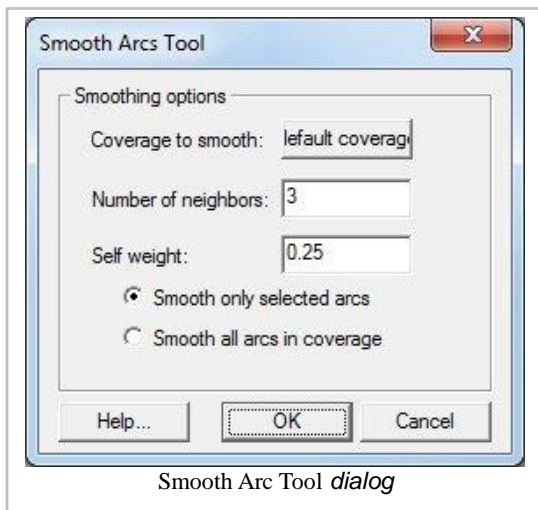 Smooth Arcs Tool
Smoothing options
Coverage to smooth: lefault coverag
Number of neighbors: 3
Self weight: 0.25
Smooth only selected arcs
Smooth all arcs in coverage
Help... OK Cancel
Smooth Arc Tool dialog